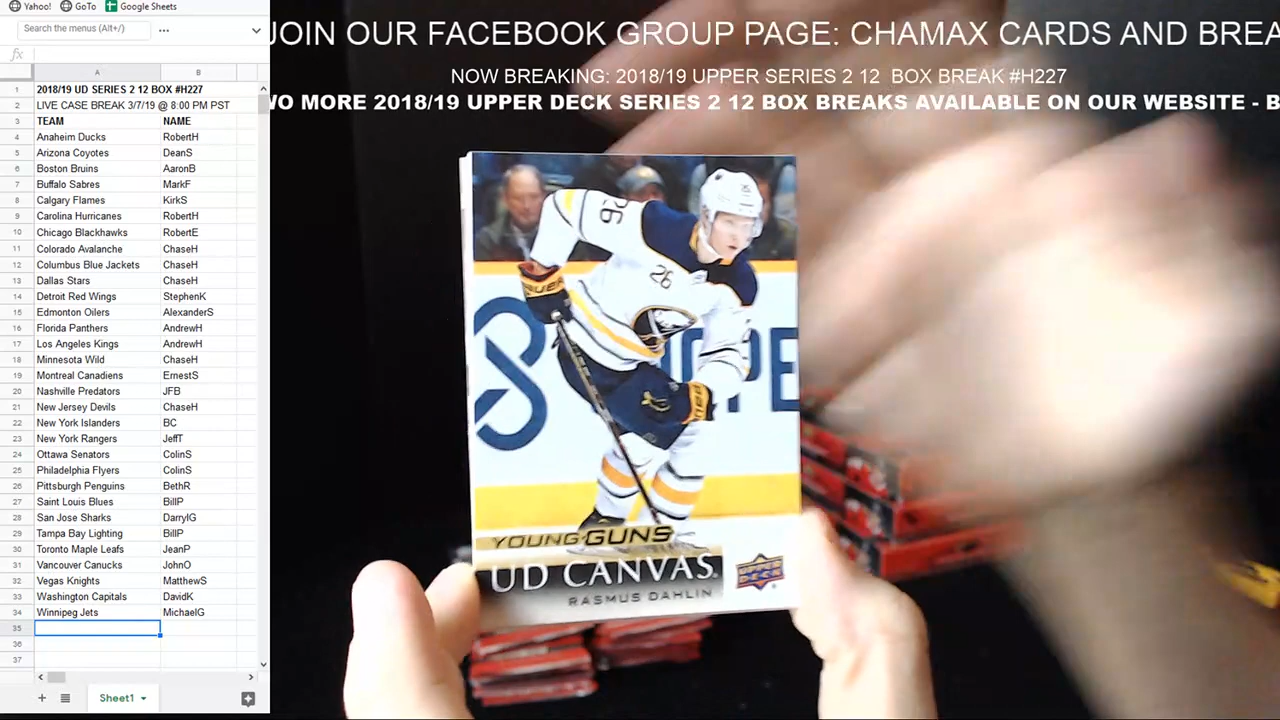 Yahoo!
GoTo
Google Sheets
Search the menus (Alt+/)
fx
A B
1 2018/19 UD SERIES 2 12 BOX #H227
2 LIVE CASE BREAK 3/7/19 @ 8:00 PM PST
3 TEAM NAME
4 Anaheim Ducks RobertH
5 Arizona Coyotes DeanS
6 Boston Bruins AaronB
7 Buffalo Sabres MarkF
8 Calgary Flames KirkS
9 Carolina Hurricanes RobertH
10 Chicago Blackhawks RobertE
11 Colorado Avalanche ChaseH
12 Columbus Blue Jackets ChaseH
13 Dallas Stars ChaseH
14 Detroit Red Wings StephenK
15 Edmonton Oilers AlexanderS
16 Florida Panthers AndrewH
17 Los Angeles Kings AndrewH
18 Minnesota Wild ChaseH
19 Montreal Canadiens ErnestS
20 Nashville Predators JFB
21 New Jersey Devils ChaseH
22 New York Islanders BC
23 New York Rangers JeffT
24 Ottawa Senators ColinS
25 Philadelphia Flyers ColinS
26 Pittsburgh Penguins BethR
27 Saint Louis Blues BillP
28 San Jose Sharks DarrylG
29 Tampa Bay Lighting BillP
30 Toronto Maple Leafs JeanP
31 Vancouver Canucks JohnO
32 Vegas Knights MatthewS
33 Washington Capitals DavidK
34 Winnipeg Jets MichaelG
35
36
37
Sheet1
JOIN OUR FACEBOOK GROUP PAGE: CHAMAX CARDS AND BREA
NOW BREAKING: 2018/19 UPPER SERIES 2 12 BOX BREAK #H227
WO MORE 2018/19 UPPER DECK SERIES 2 12 BOX BREAKS AVAILABLE ON OUR WEBSITE - B
26
26
YOUNG GUNS
UD CANVAS
UPPER DECK
RASMUS DAHLIN